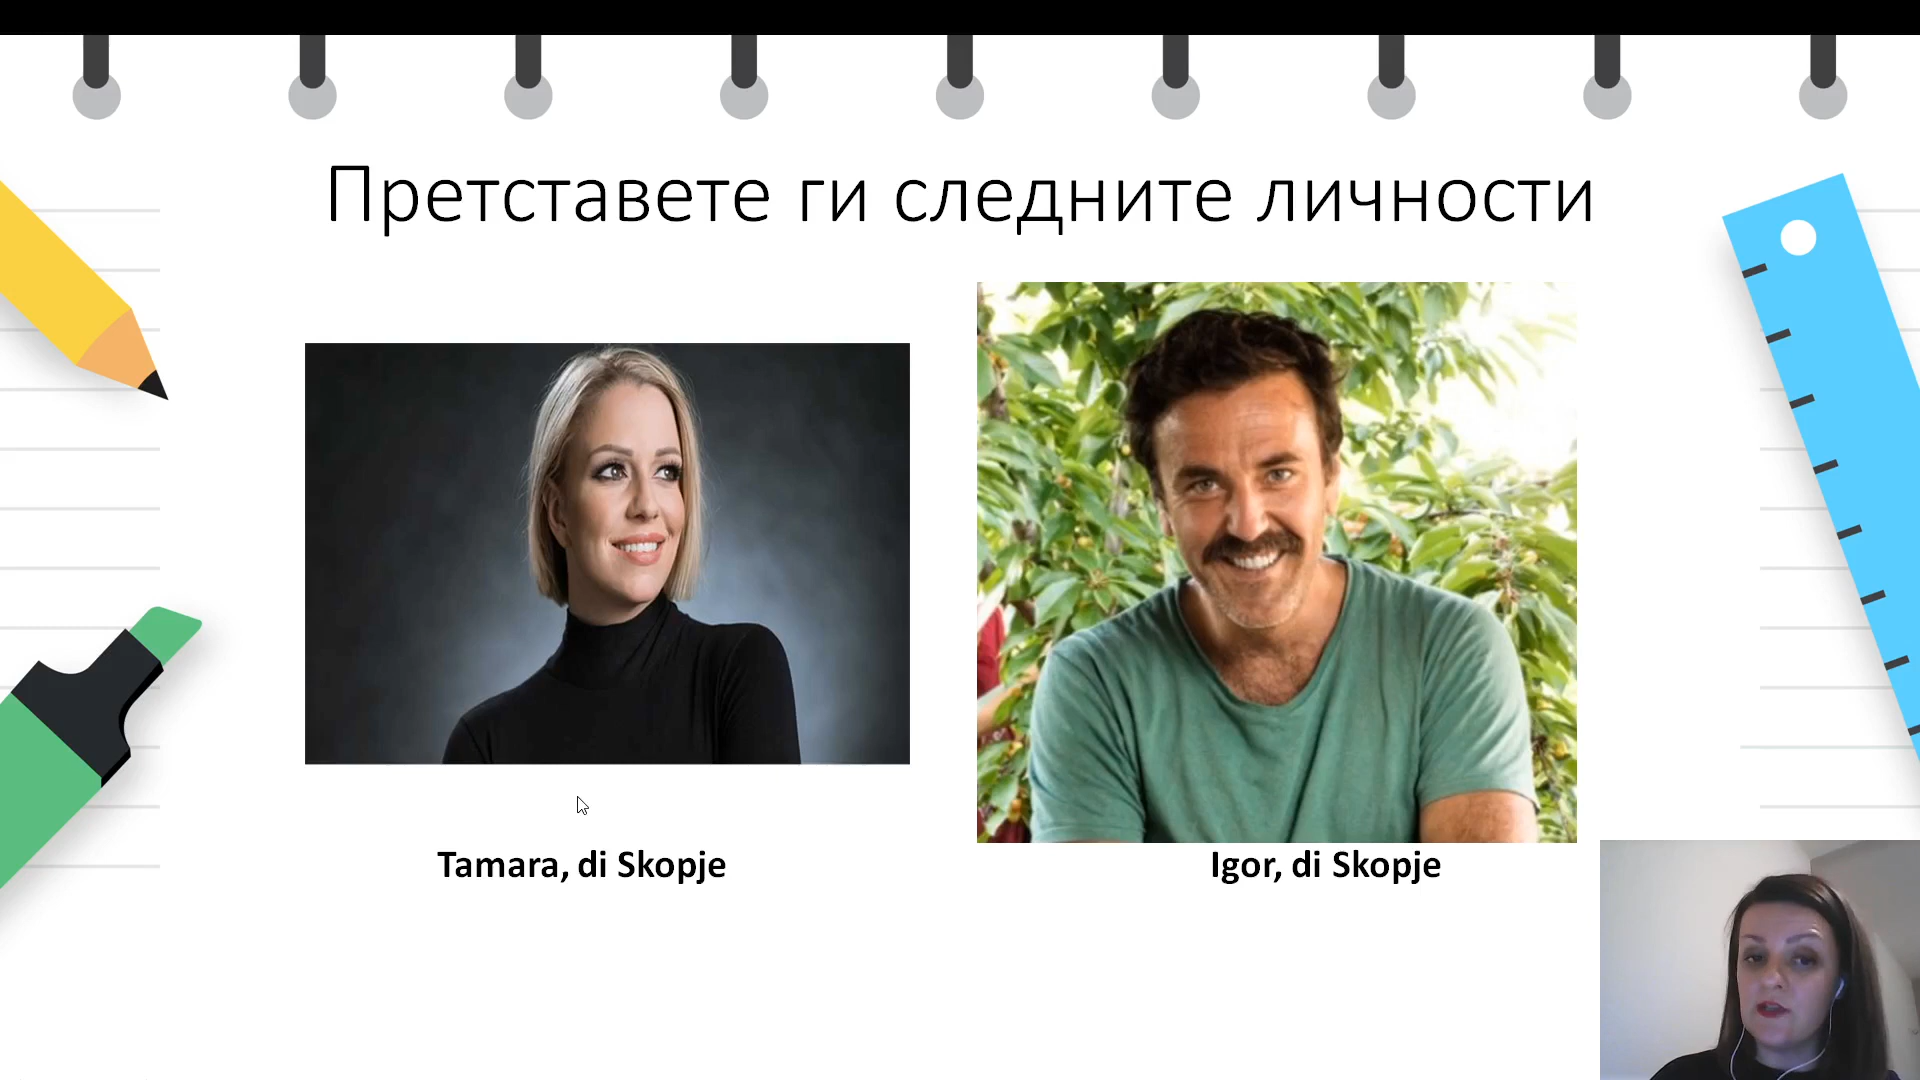 Претставете ги следните личности
Tamara, di Skopje
Igor, di Skopje